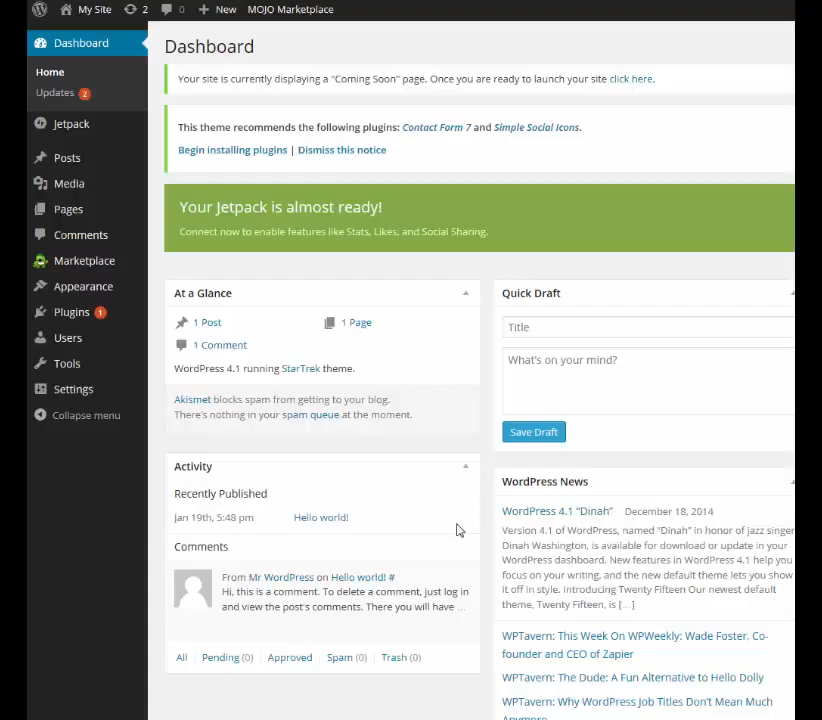 My Site 2 0 New MOJO Marketplace
Dashboard
Home
Updates 2
Jetpack
Posts
Media
Pages
Comments
Marketplace
Appearance
Plugins 1
Users
Tools
Settings
Collapse menu
Dashboard
Your site is currently displaying a "Coming Soon" page. Once you are ready to launch your site click here.
This theme recommends the following plugins: Contact Form 7 and Simple Social Icons.
Begin installing plugins | Dismiss this notice
Your Jetpack is almost ready!
Connect now to enable features like Stats, Likes, and Social Sharing.
At a Glance
1 Post 1 Page
1 Comment
WordPress 4.1 running StarTrek theme.
Akismet blocks spam from getting to your blog.
There's nothing in your spam queue at the moment.
Activity
Recently Published
Jan 19th, 5:48 pm Hello world!
Comments
From Mr WordPress on Hello world! #
Hi, this is a comment. To delete a comment, just log in
and view the post's comments. There you will have ...
All Pending (0) Approved Spam (0) Trash (0)
Quick Draft
Title
What's on your mind?
Save Draft
WordPress News
WordPress 4.1 "Dinah" December 18, 2014
Version 4.1 of WordPress, named "Dinah" in honor of jazz singer
Dinah Washington, is available for download or update in your
WordPress dashboard. New features in WordPress 4.1 help you
focus on your writing, and the new default theme lets you show
it off in style. Introducing Twenty Fifteen Our newest default
theme, Twenty Fifteen, is [...]
WPTavern: This Week On WPWeekly: Wade Foster, Co-
founder and CEO of Zapier
WPTavern: The Dude: A Fun Alternative to Hello Dolly
WPTavern: Why WordPress Job Titles Don't Mean Much
Anymore